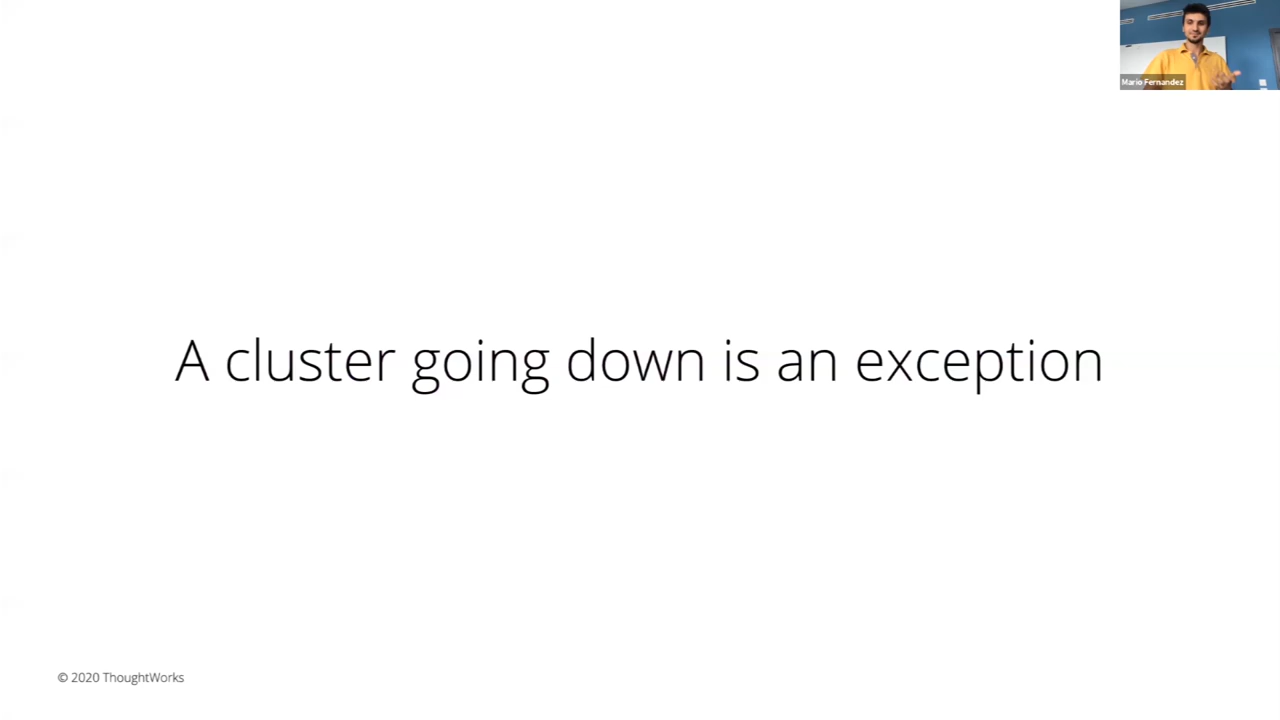 Mario Fernandez
A cluster going down is an exception
© 2020 ThoughtWorks